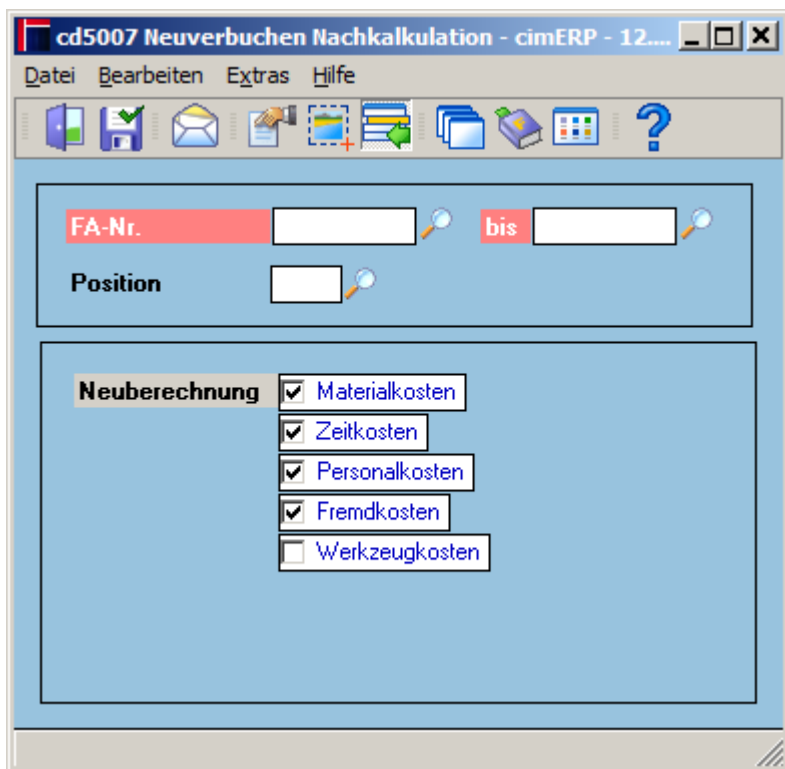 cd5007 Neuverbuchen Nachkalkulation - cimERP - 12....
Datei Bearbeiten Extras Hilfe
FA-Nr. bis
Position
Neuberechnung Materialkosten
Zeitkosten
Personalkosten
Fremdkosten
Werkzeugkosten